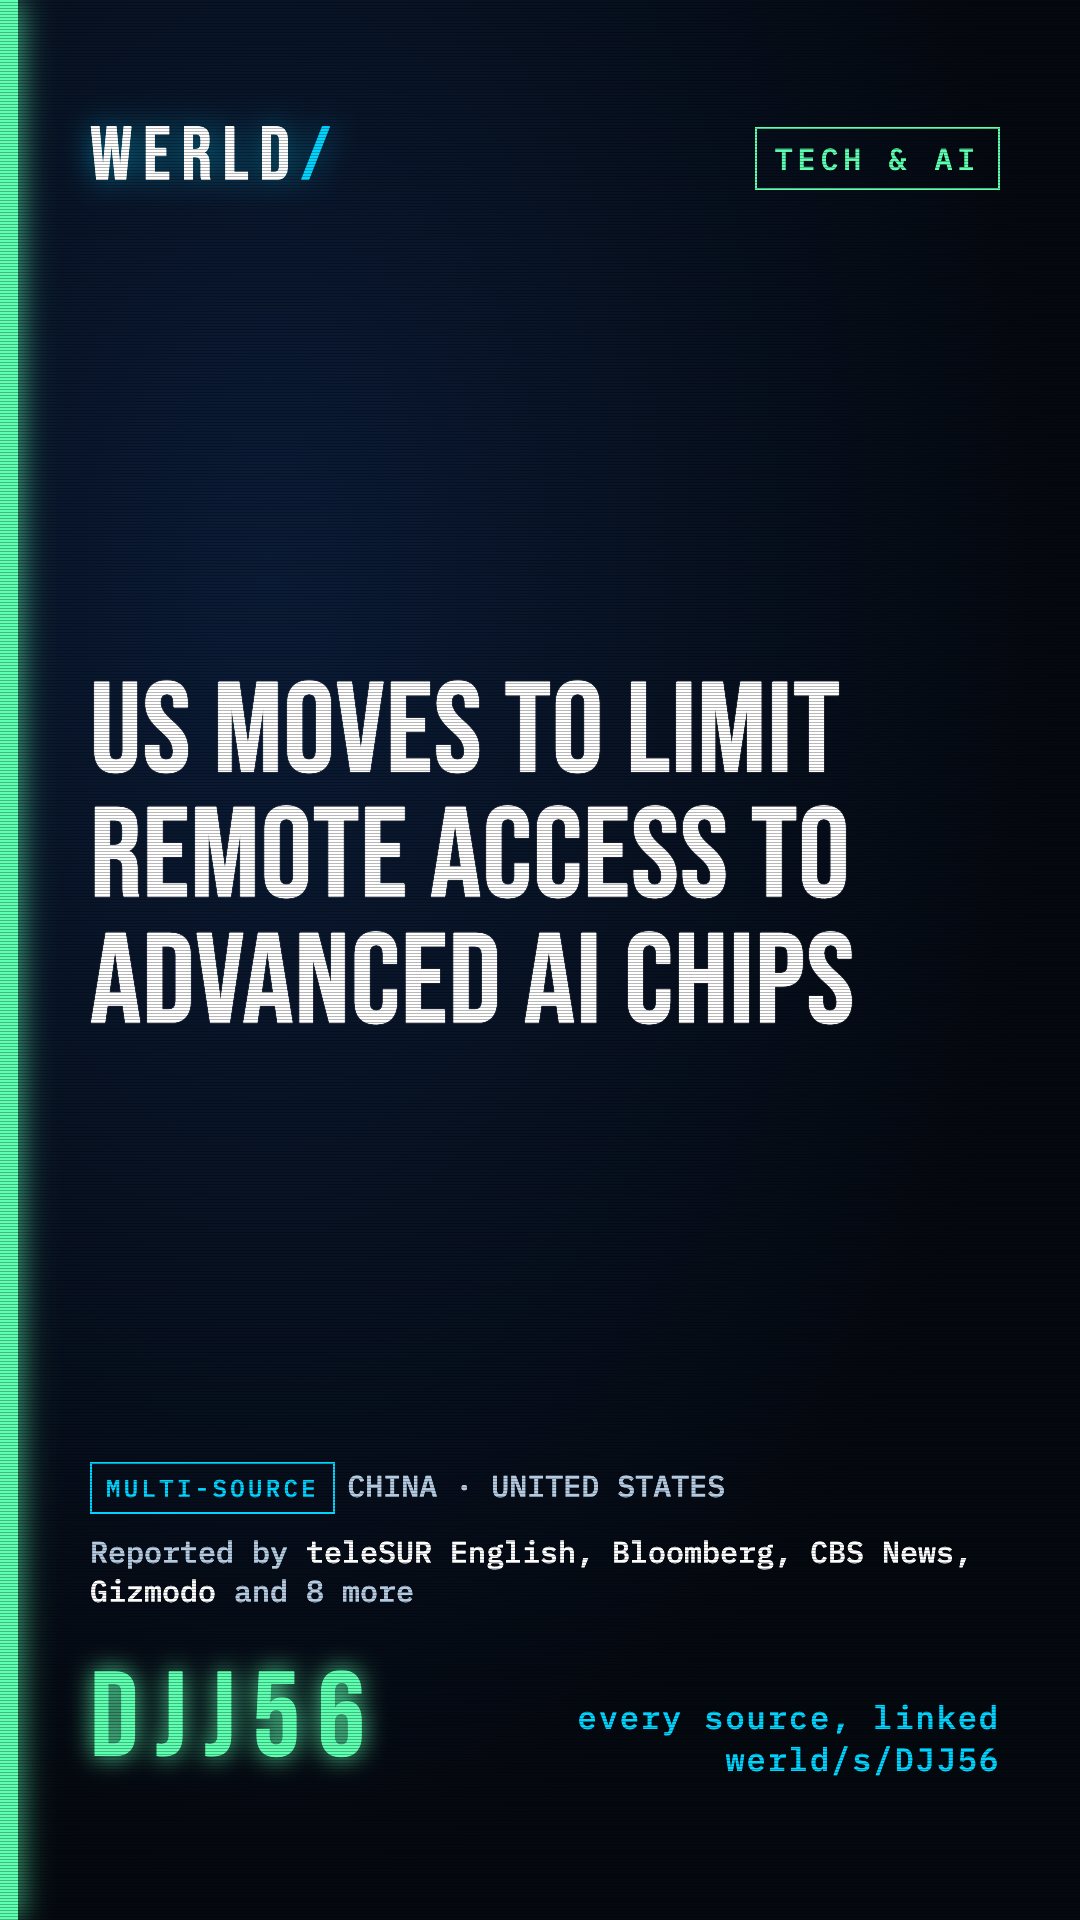 WERLD/
TECH & AI
US MOVES TO LIMIT
REMOTE ACCESS TO
ADVANCED AI CHIPS
MULTI-SOURCE CHINA · UNITED STATES
Reported by teleSUR English, Bloomberg, CBS News,
Gizmodo and 8 more
DJJ56
every source, linked
werld/s/DJJ56